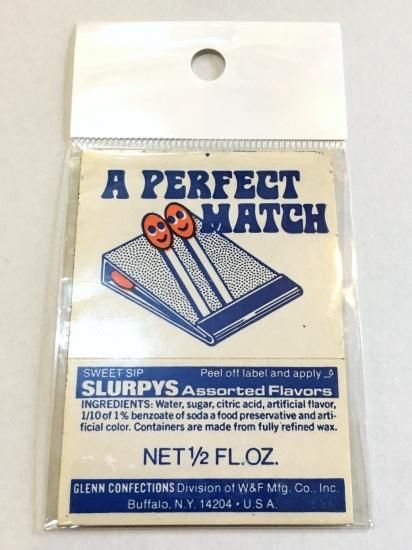 A PERFECT
MATCH
SWEET SIP Peel off label and apply
SLURPYS Assorted Flavors
INGREDIENTS: Water, sugar, citric acid, artificial flavor,
1/10 of 1% benzoate of soda a food preservative and arti-
ficial color. Containers are made from fully refined wax.
NET 1/2 FL.OZ.
GLENN CONFECTIONS Division of W&F Mfg. Co., Inc.
Buffalo, N.Y. 14204 • U.S.A.